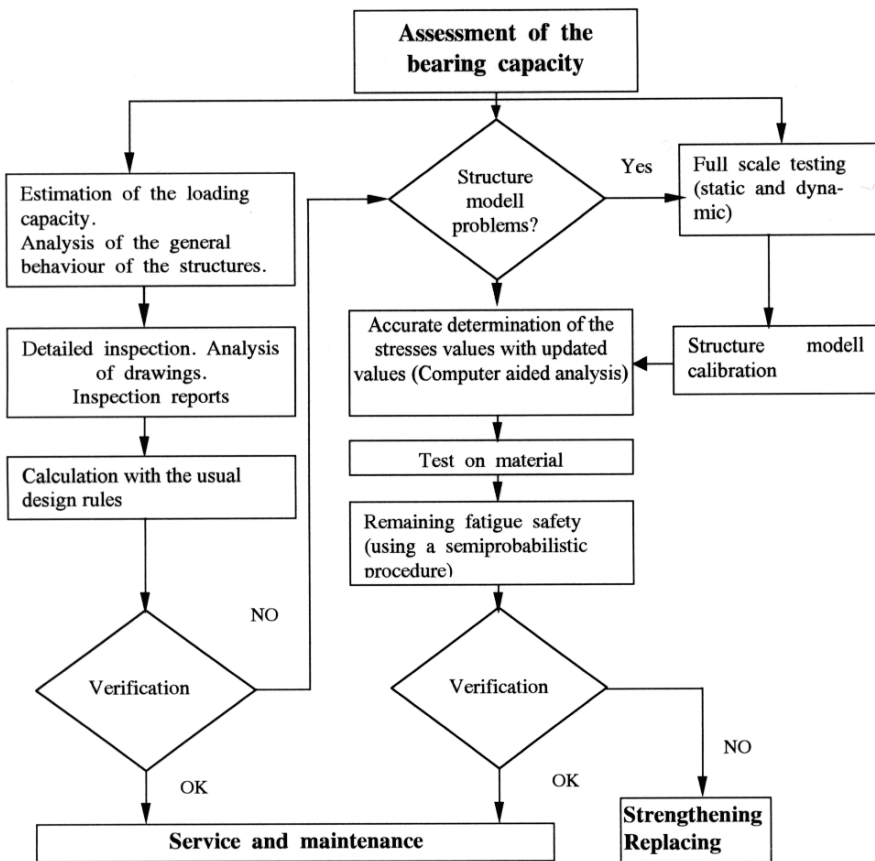 Assessment of the
bearing capacity
Estimation of the loading
capacity.
Analysis of the general
behaviour of the structures.
Detailed inspection. Analysis
of drawings.
Inspection reports
Calculation with the usual
design rules
NO
Verification
OK
Structure
modell
problems?
Yes
Full scale testing
(static and dyna-
mic)
Structure modell
calibration
Accurate determination of the
stresses values with updated
values (Computer aided analysis)
Test on material
Remaining fatigue safety
(using a semiprobabilistic
procedure)
Verification
NO
OK
Service and maintenance
Strengthening
Replacing